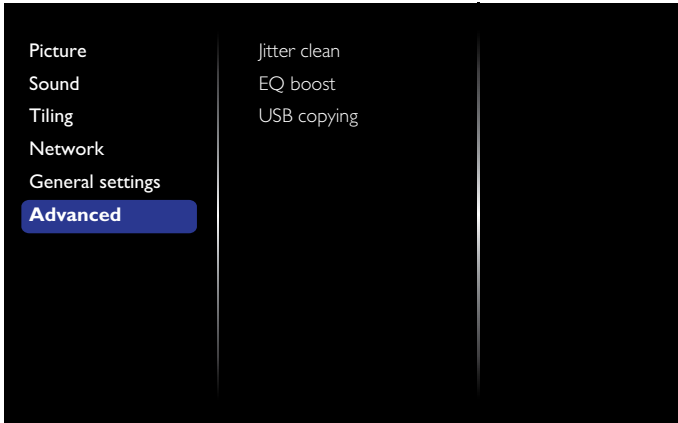 Picture
Sound
Tiling
Network
General settings
Advanced
Jitter clean
EQ boost
USB copying